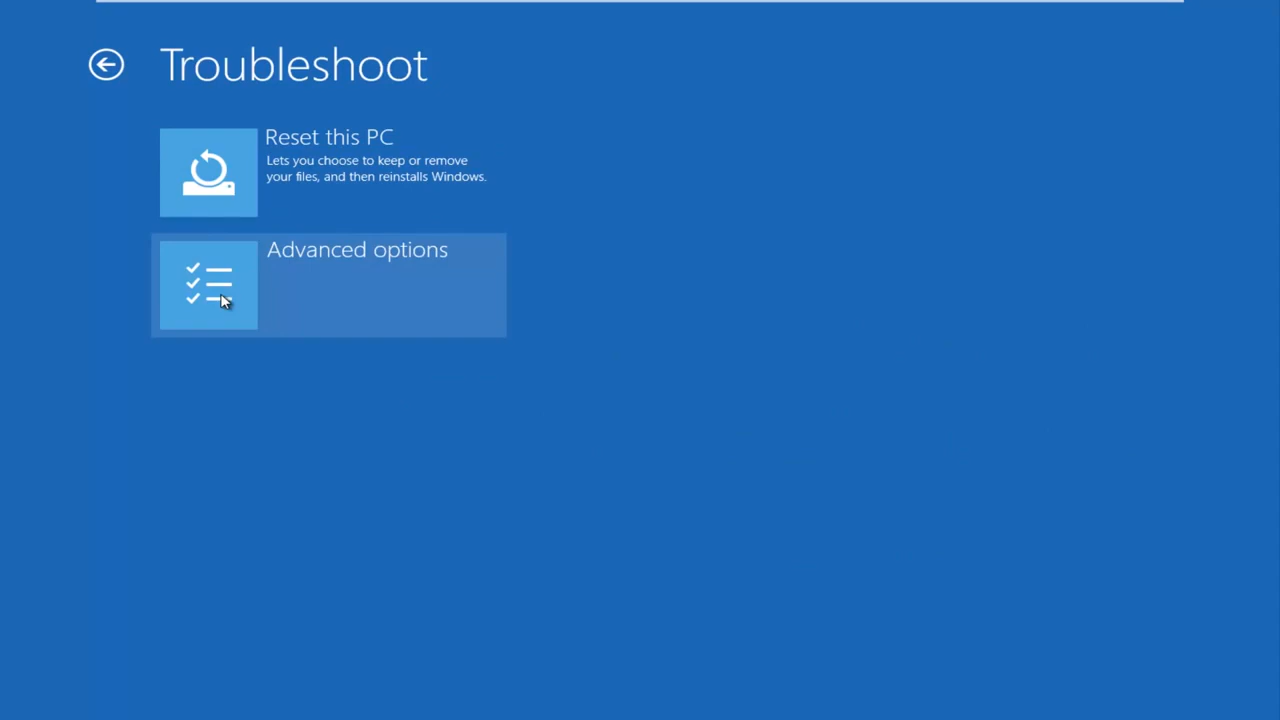 Troubleshoot
Reset this PC
Lets you choose to keep or remove
your files, and then reinstalls Windows.
Advanced options